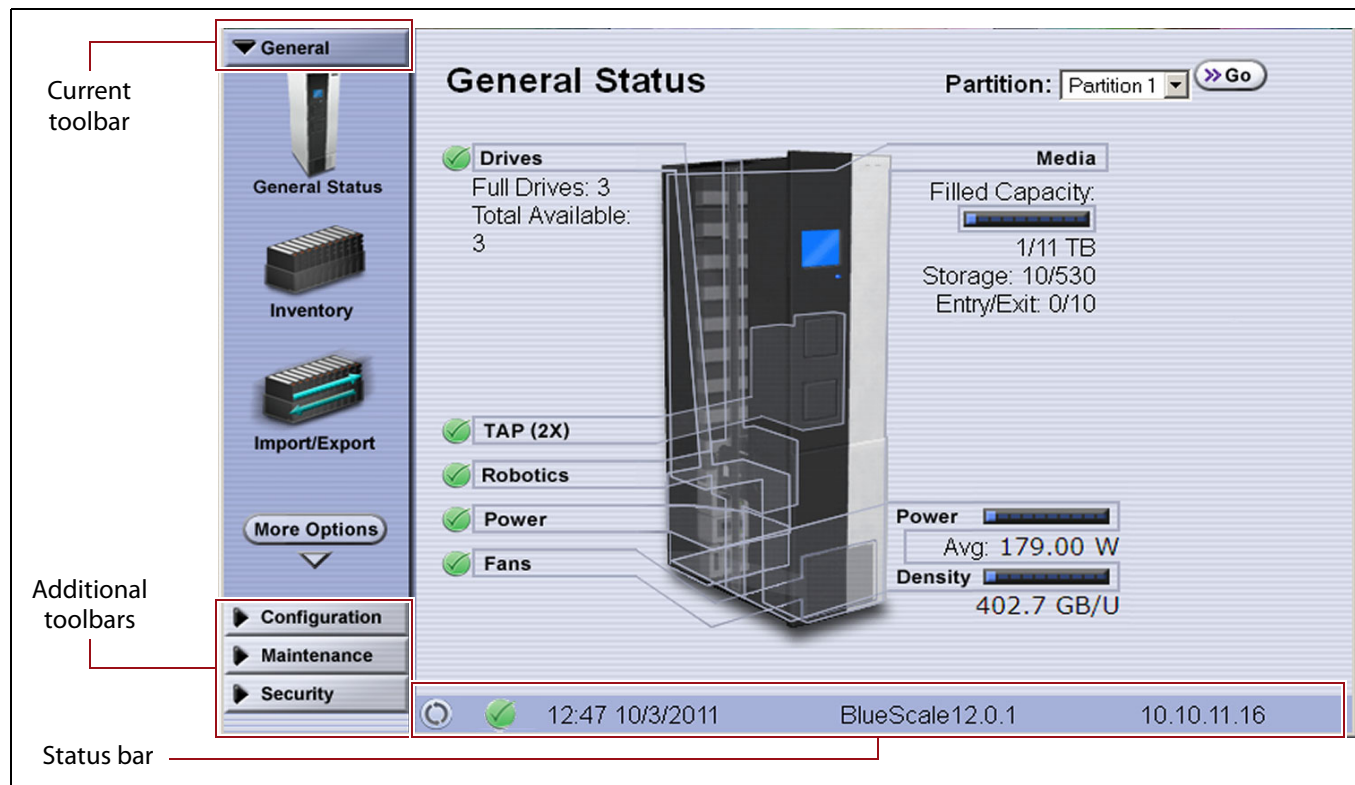 Current
toolbar
General
General Status
Inventory
Import/Export
More Options
Additional
toolbars
Configuration
Maintenance
Security
Status bar
General Status
Partition: Partition 1 >> Go
Drives
Full Drives: 3
Total Available:
3
Media
Filled Capacity:
1/11 TB
Storage: 10/530
Entry/Exit: 0/10
TAP (2X)
Robotics
Power
Fans
Power
Avg: 179.00 W
Density
402.7 GB/U
12:47 10/3/2011 BlueScale12.0.1 10.10.11.16